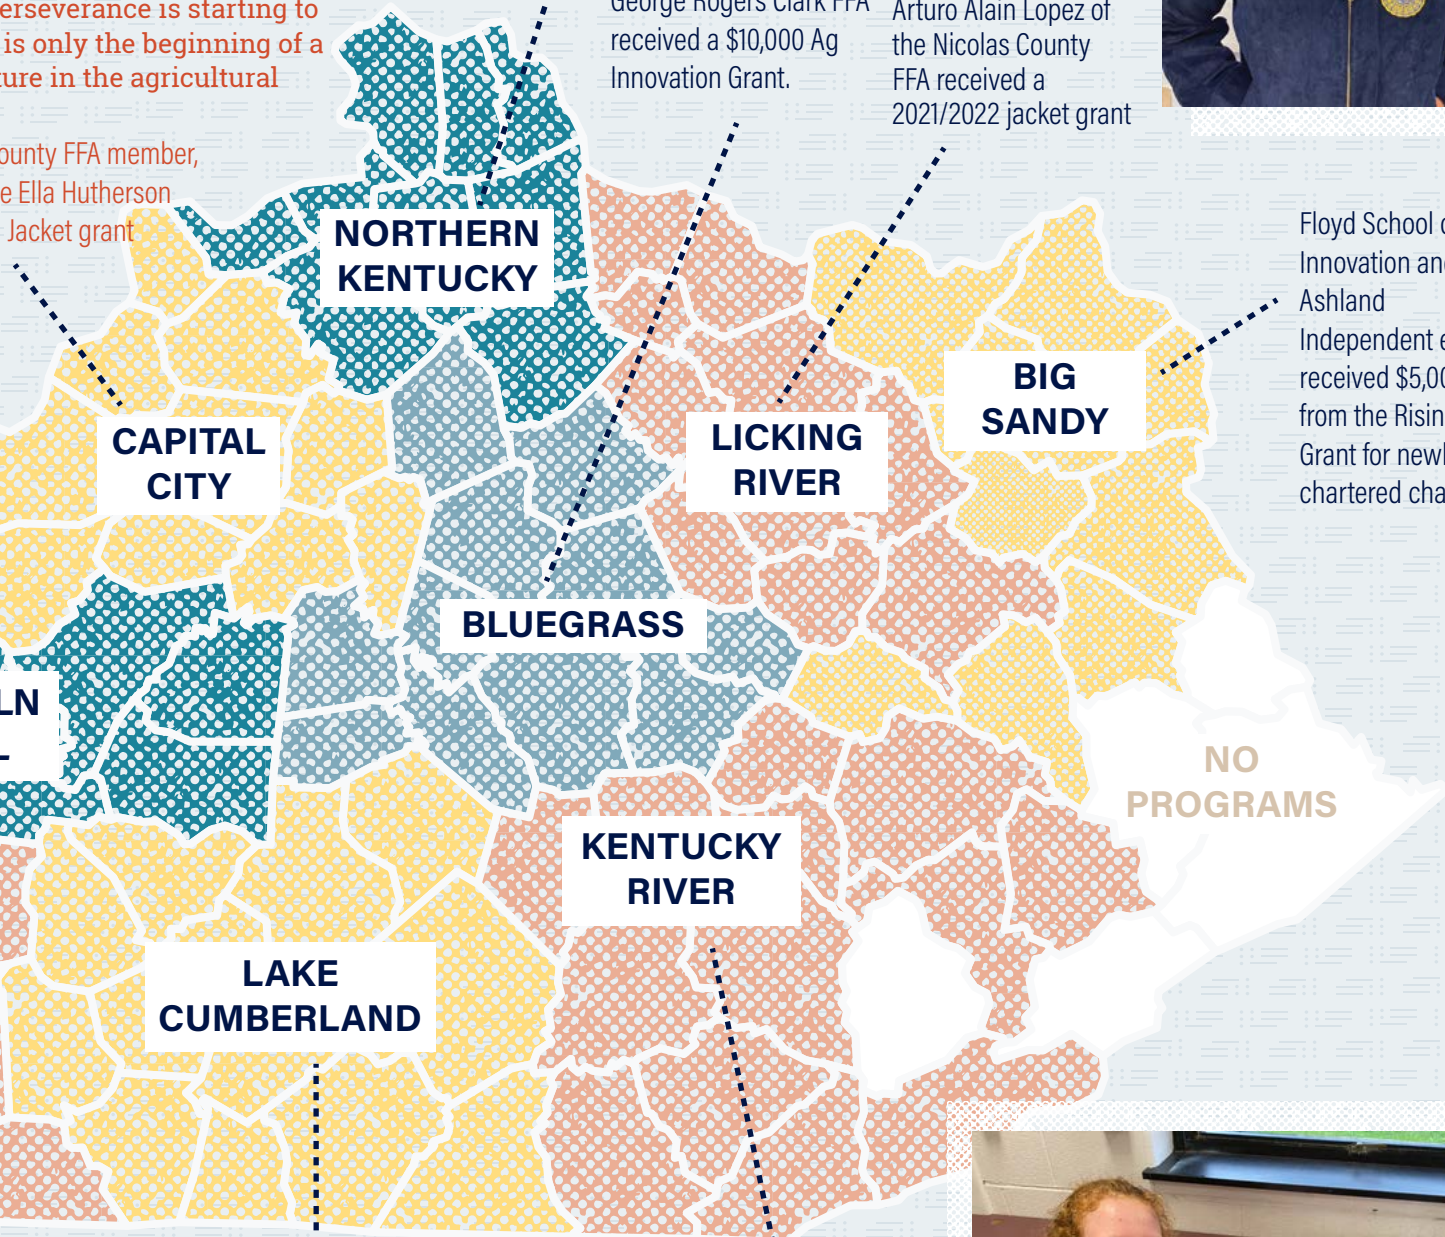 erseverance is starting to
is only the beginning of a
ture in the agricultural
ounty FFA member,
e Ella Hutherson
Jacket grant
George Rogers Clark FFA
received a $10,000 Ag
Innovation Grant.
Arturo Alain Lopez of
the Nicolas County
FFA received a
2021/2022 jacket grant
Floyd School o
Innovation and
Ashland
Independent e
received $5,00
from the Risin
Grant for newl
chartered cha
NORTHERN
KENTUCKY
CAPITAL
CITY
LICKING
RIVER
BIG
SANDY
BLUEGRASS
LN
L
NO
PROGRAMS
KENTUCKY
RIVER
LAKE
CUMBERLAND